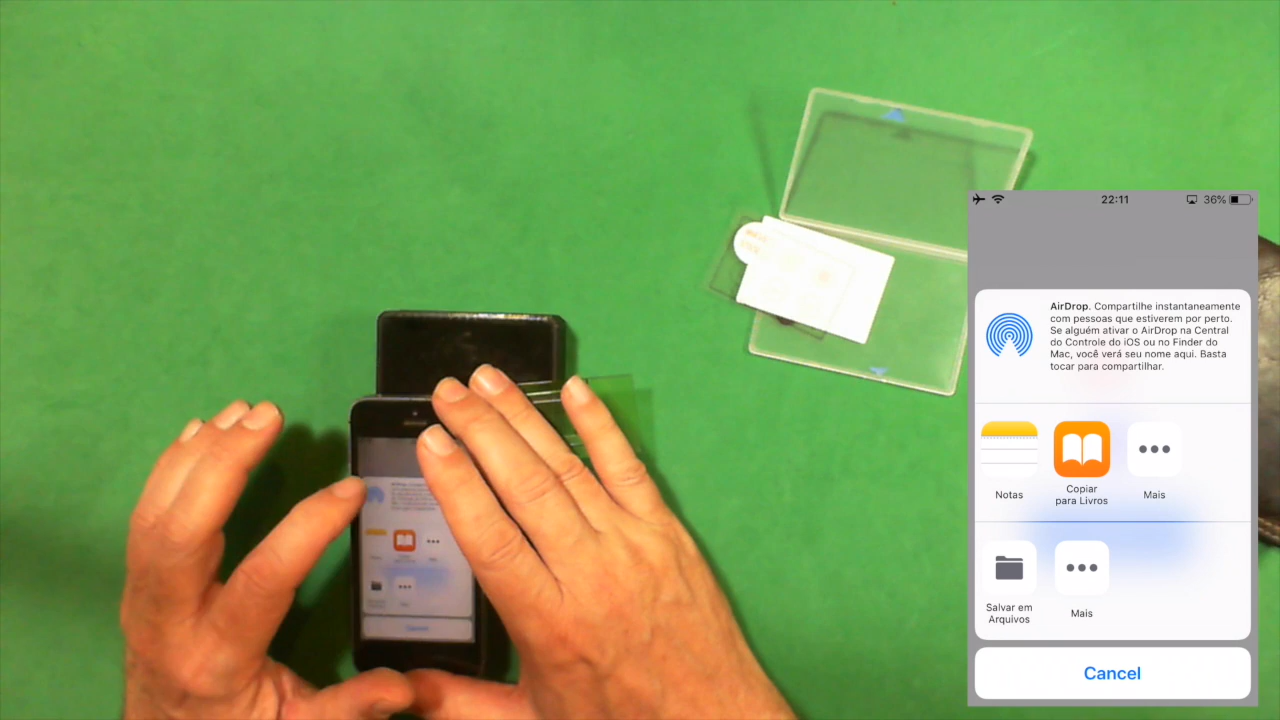 22:11
36%
AirDrop. Compartilhe instantaneamente
com pessoas que estiverem por perto.
Se alguém ativar o AirDrop na Central
do Controle do iOS ou no Finder do
Mac, você verá seu nome aqui. Basta
tocar para compartilhar.
Notas
Copiar
para Livros
Mais
Salvar em
Arquivos
Mais
Cancel